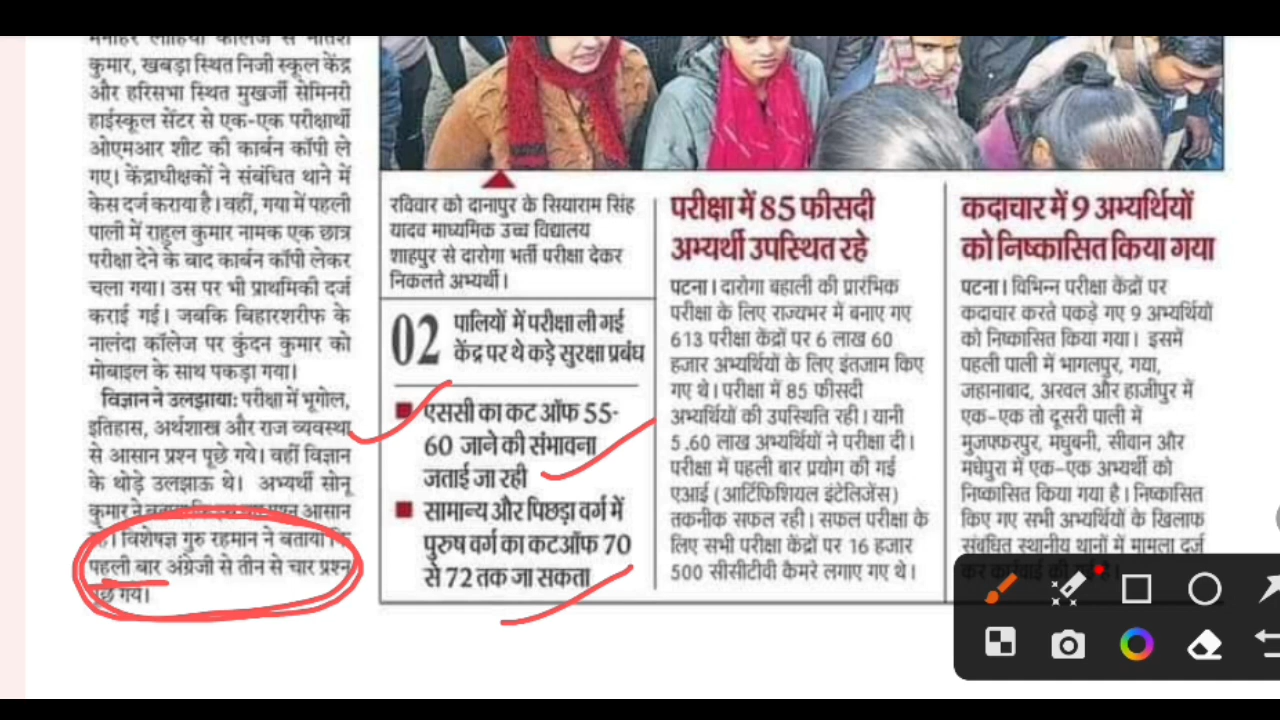 कुमार, खबड़ा स्थित निजी स्कूल केंद्र
और हरिसभा स्थित मुखर्जी सेमिनरी
हाईस्कूल सेंटर से एक-एक परीक्षार्थी
ओएमआर शीट की कार्बन कॉपी ले
गए। केंद्राधीक्षकों ने संबंधित थाने में
केस दर्ज कराया है। वहीं, गया में पहली
पाली में राहुल कुमार नामक एक छात्र
परीक्षा देने के बाद कार्बन कॉपी लेकर
चला गया। उस पर भी प्राथमिकी दर्ज
कराई गई। जबकि बिहारशरीफ के
नालंदा कॉलेज पर कुंदन कुमार को
मोबाइल के साथ पकड़ा गया।
विज्ञान ने उलझाया: परीक्षा में भूगोल,
इतिहास, अर्थशास्त्र और राज व्यवस्था
से आसान प्रश्न पूछे गये। वहीं विज्ञान
के थोड़े उलझाऊ थे। अभ्यर्थी सोनू
कुमार ने प्रश्न आसान
रहे। विशेषज्ञ गुरु रहमान ने बताया कि
पहली बार अंग्रेजी से तीन से चार प्रश्न
पूछे गये।
रविवार को दानापुर के सियाराम सिंह
यादव माध्यमिक उच्च विद्यालय
शाहपुर से दारोगा भर्ती परीक्षा देकर
निकलते अभ्यर्थी।
02 पालियों में परीक्षा ली गई
केंद्र पर थे कड़े सुरक्षा प्रबंध
एससी का कट ऑफ 55-
60 जाने की संभावना
जताई जा रही
सामान्य और पिछड़ा वर्ग में
पुरुष वर्ग का कटऑफ 70
से 72 तक जा सकता
परीक्षा में 85 फीसदी
अभ्यर्थी उपस्थित रहे
पटना। दारोगा बहाली की प्रारंभिक
परीक्षा के लिए राज्यभर में बनाए गए
613 परीक्षा केंद्रों पर 6 लाख 60
हजार अभ्यर्थियों के लिए इंतजाम किए
गए थे। परीक्षा में 85 फीसदी
अभ्यर्थियों की उपस्थिति रही। यानी
5.60 लाख अभ्यर्थियों ने परीक्षा दी।
परीक्षा में पहली बार प्रयोग की गई
एआई (आर्टिफिशियल इंटेलिजेंस)
तकनीक सफल रही। सफल परीक्षा के
लिए सभी परीक्षा केंद्रों पर 16 हजार
500 सीसीटीवी कैमरे लगाए गए थे।
कदाचार में 9 अभ्यर्थियों
को निष्कासित किया गया
पटना। विभिन्न परीक्षा केंद्रों पर
कदाचार करते पकड़े गए 9 अभ्यर्थियों
को निष्कासित किया गया। इसमें
पहली पाली में भागलपुर, गया,
जहानाबाद, अरवल और हाजीपुर में
एक-एक तो दूसरी पाली में
मुजफ्फरपुर, मधुबनी, सीवान और
मधेपुरा में एक-एक अभ्यर्थी को
निष्कासित किया गया है। निष्कासित
किए गए सभी अभ्यर्थियों के खिलाफ
संबंधित स्थानीय थानों में मामला दर्ज